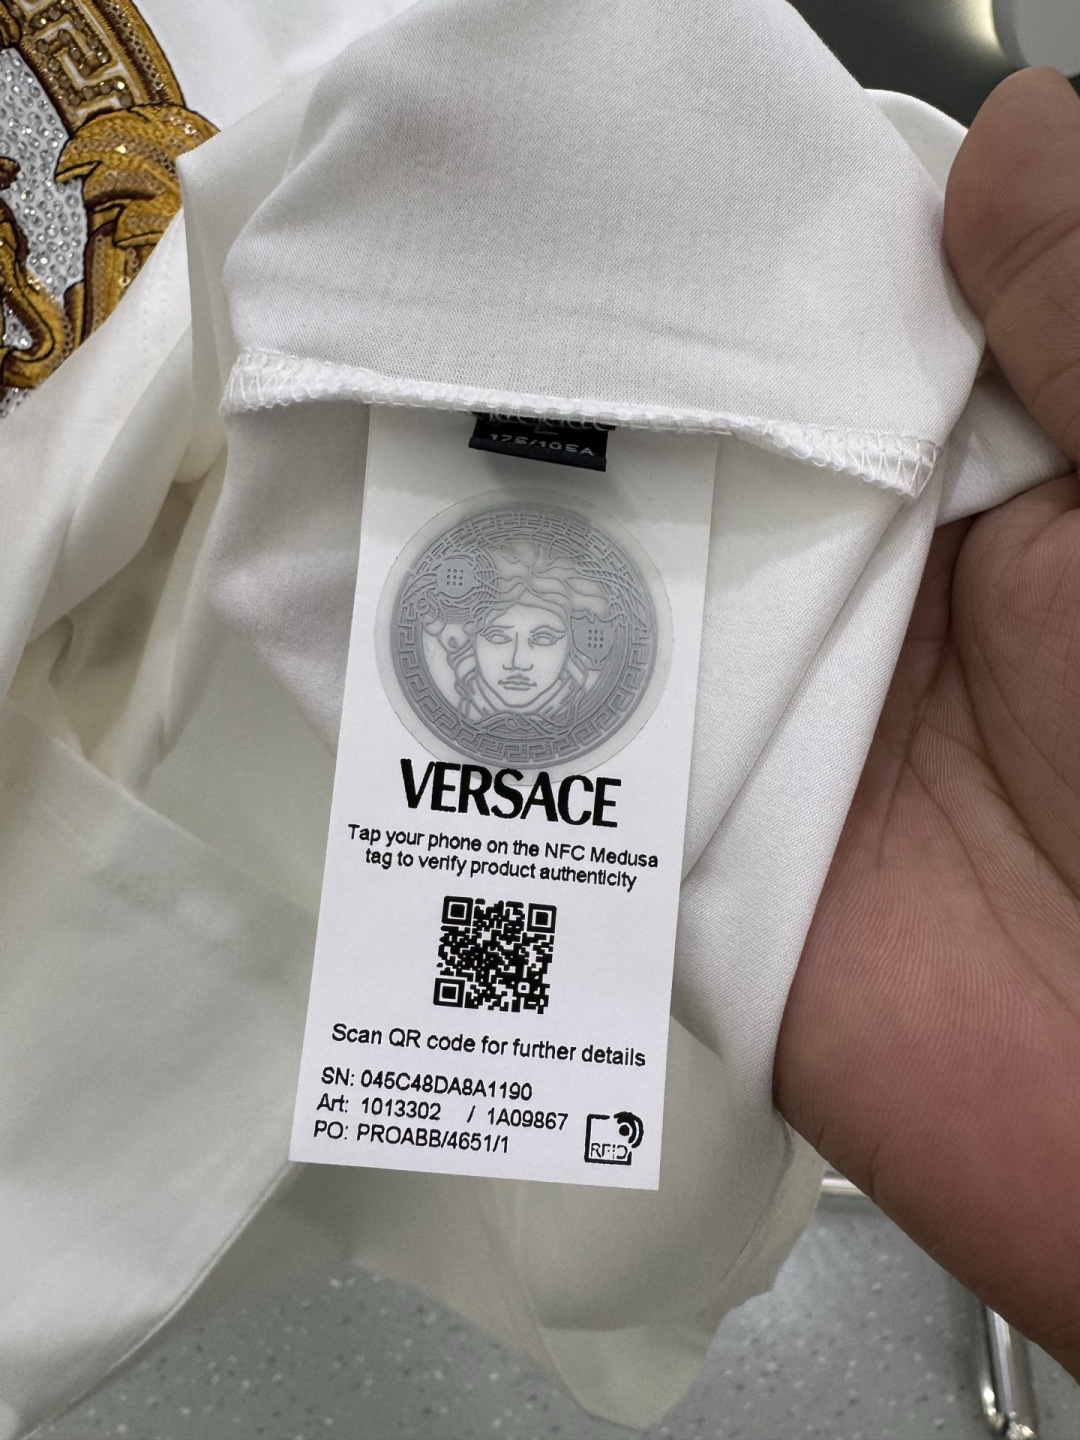 175/105A
VERSACE
Tap your phone on the NFC Medusa
tag to verify product authenticity
Scan QR code for further details
SN: 045C48DA8A1190
Art: 1013302 / 1A09867
PO: PROABB/4651/1
RFID